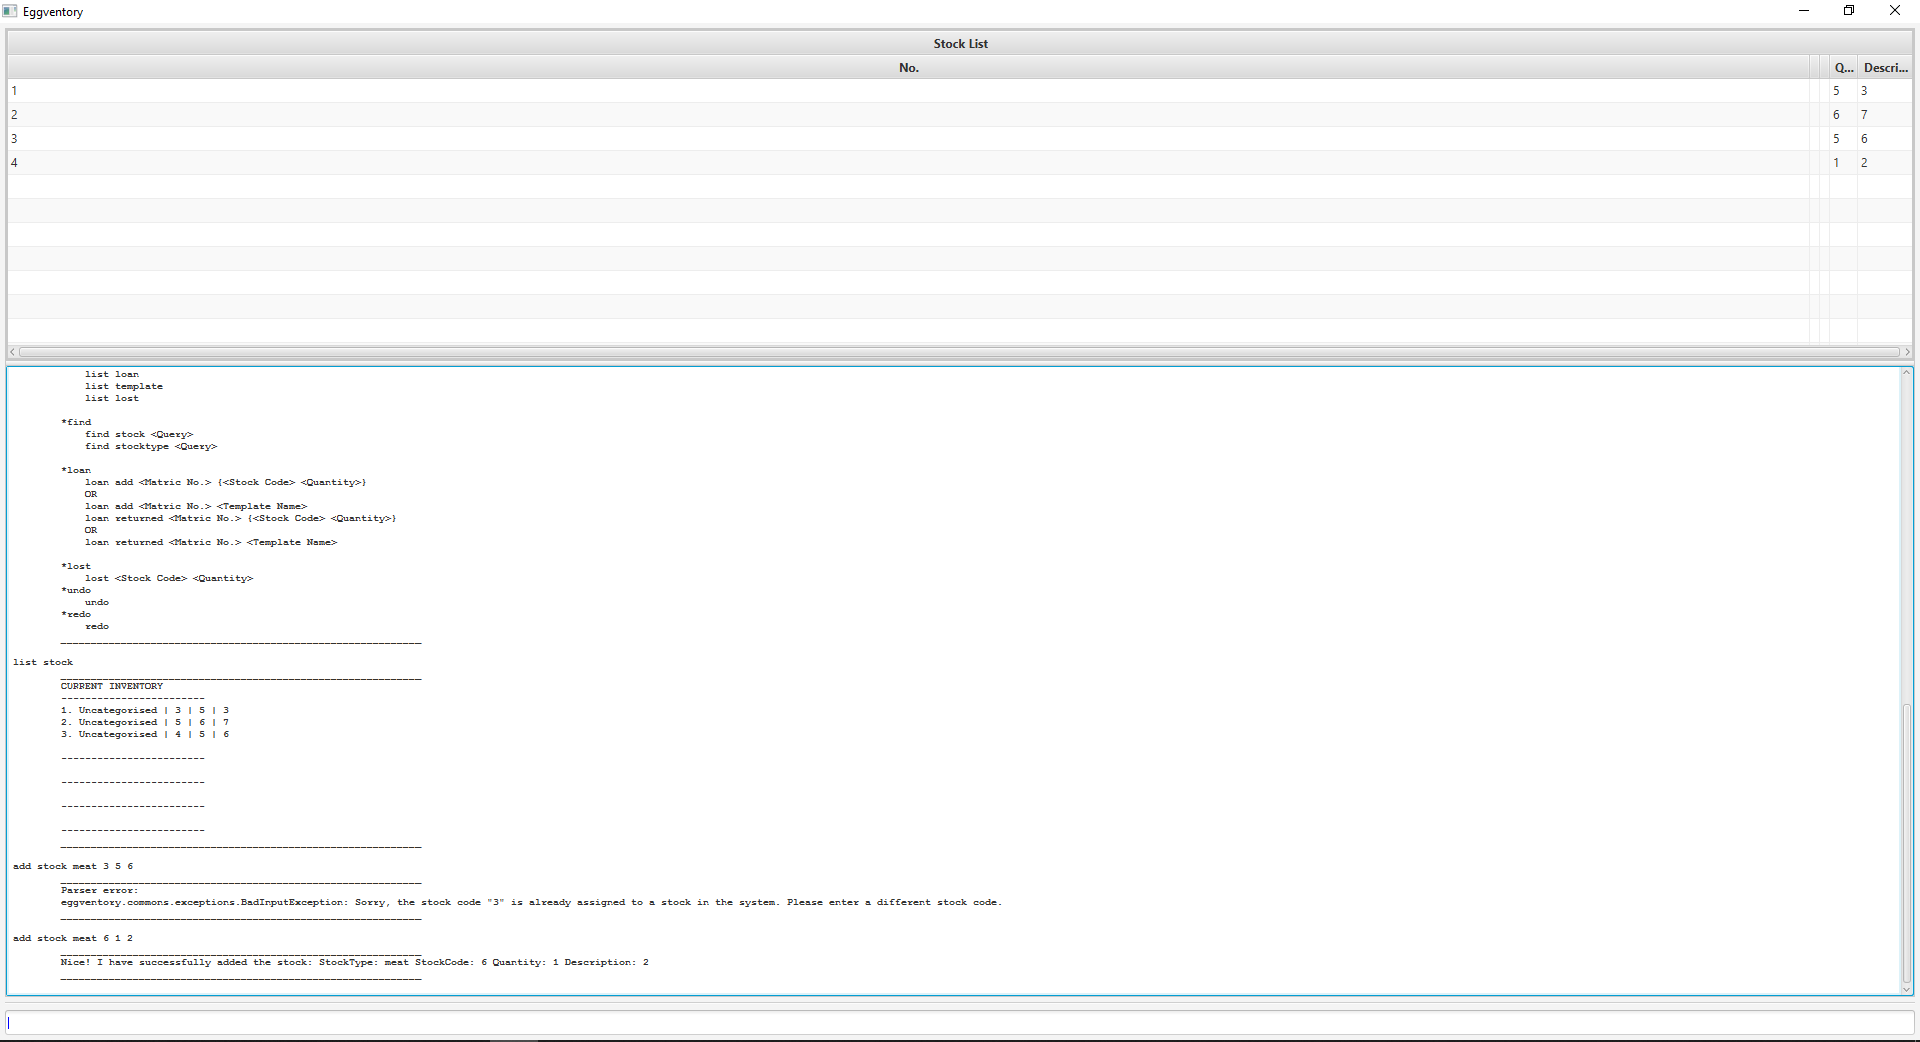 Eggventory
Stock List
No. Q... Descri...
1 5 3
2 6 7
3 5 6
4 1 2
list loan
list template
list lost
*find
find stock <Query>
find stocktype <Query>
*loan
loan add <Matric No.> {<Stock Code> <Quantity>}
OR
loan add <Matric No.> <Template Name>
loan returned <Matric No.> {<Stock Code> <Quantity>}
OR
loan returned <Matric No.> <Template Name>
*lost
lost <Stock Code> <Quantity>
*undo
undo
*redo
redo
____________________________________________________________
list stock
____________________________________________________________
CURRENT INVENTORY
------------------------
1. Uncategorised | 3 | 5 | 3
2. Uncategorised | 5 | 6 | 7
3. Uncategorised | 4 | 5 | 6
------------------------
------------------------
------------------------
------------------------
____________________________________________________________
add stock meat 3 5 6
____________________________________________________________
Parser error:
eggventory.commons.exceptions.BadInputException: Sorry, the stock code "3" is already assigned to a stock in the system. Please enter a different stock code.
____________________________________________________________
add stock meat 6 1 2
____________________________________________________________
Nice! I have successfully added the stock: StockType: meat StockCode: 6 Quantity: 1 Description: 2
____________________________________________________________